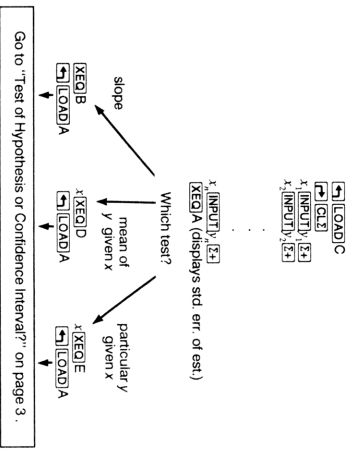 ↰ LOAD C
↱ CLΣ
x₁ INPUT y₁ Σ+
x₂ INPUT y₂ Σ+
.
.
.
xₙ INPUT yₙ Σ+
XEQ A (displays std. err. of est.)
Which test?
slope
mean of
y given x
particular y
given x
XEQ B
↰ LOAD A
x XEQ D
↰ LOAD A
x XEQ E
↰ LOAD A
Go to "Test of Hypothesis or Confidence Interval?" on page 3.